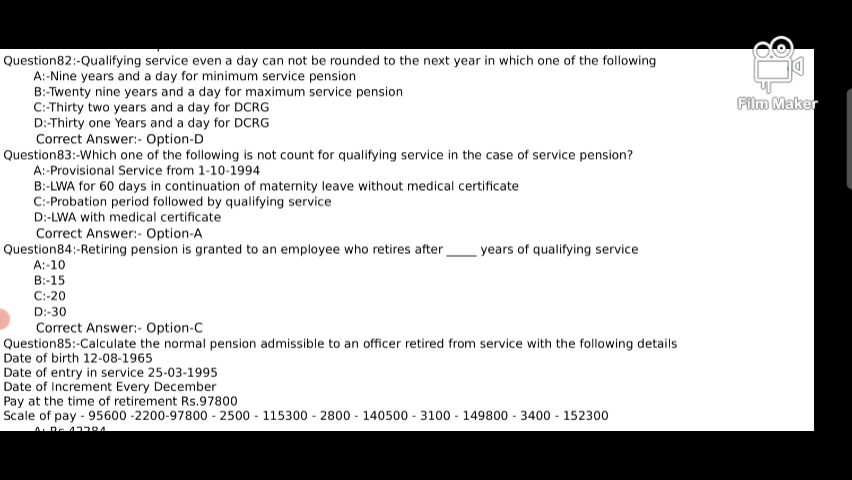 Question82:-Qualifying service even a day can not be rounded to the next year in which one of the following
A:-Nine years and a day for minimum service pension
B:-Twenty nine years and a day for maximum service pension
C:-Thirty two years and a day for DCRG
D:-Thirty one Years and a day for DCRG
Correct Answer:- Option-D
Question83:-Which one of the following is not count for qualifying service in the case of service pension?
A:-Provisional Service from 1-10-1994
B:-LWA for 60 days in continuation of maternity leave without medical certificate
C:-Probation period followed by qualifying service
D:-LWA with medical certificate
Correct Answer:- Option-A
Question84:-Retiring pension is granted to an employee who retires after _____ years of qualifying service
A:-10
B:-15
C:-20
D:-30
Correct Answer:- Option-C
Question85:-Calculate the normal pension admissible to an officer retired from service with the following details
Date of birth 12-08-1965
Date of entry in service 25-03-1995
Date of Increment Every December
Pay at the time of retirement Rs.97800
Scale of pay - 95600 -2200-97800 - 2500 - 115300 - 2800 - 140500 - 3100 - 149800 - 3400 - 152300
Film Maker